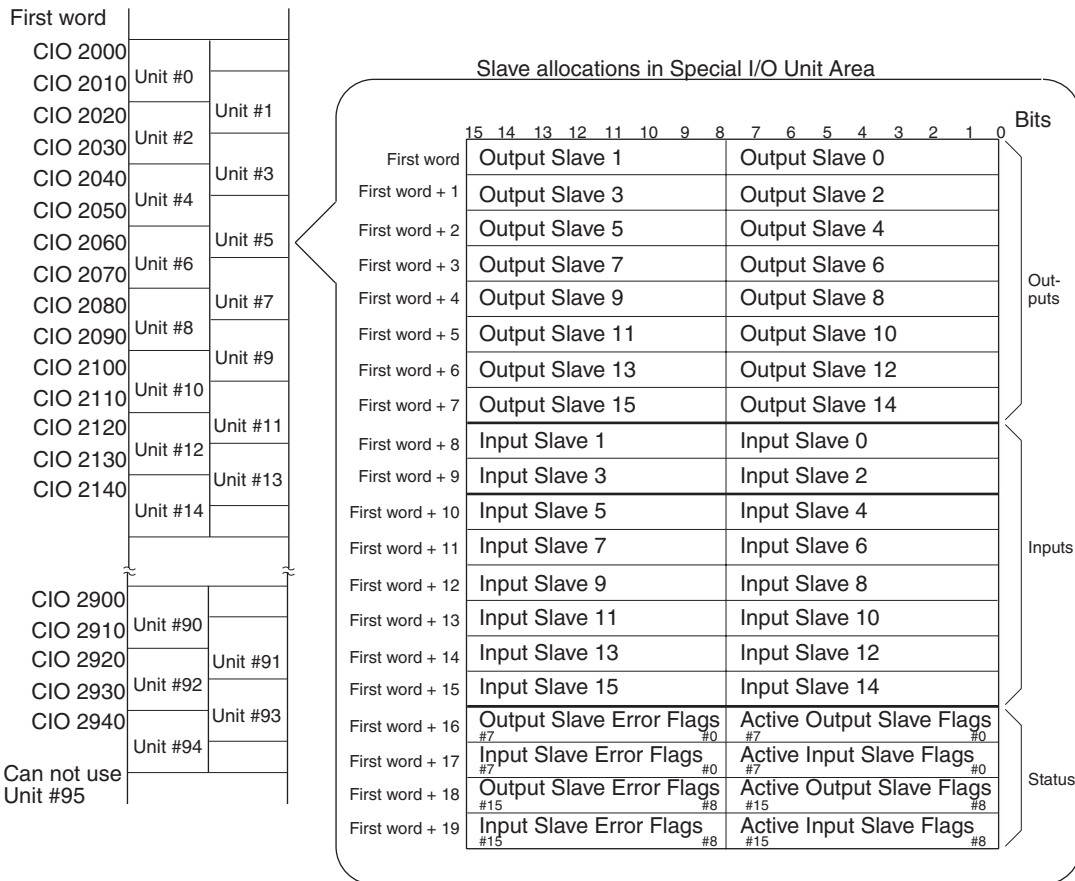 First word
CIO 2000
CIO 2010
CIO 2020
CIO 2030
CIO 2040
CIO 2050
CIO 2060
CIO 2070
CIO 2080
CIO 2090
CIO 2100
CIO 2110
CIO 2120
CIO 2130
CIO 2140
CIO 2900
CIO 2910
CIO 2920
CIO 2930
CIO 2940
Can not use
Unit #95
Unit #0
Unit #2
Unit #4
Unit #6
Unit #8
Unit #10
Unit #12
Unit #14
Unit #90
Unit #92
Unit #94
Unit #1
Unit #3
Unit #5
Unit #7
Unit #9
Unit #11
Unit #13
Unit #91
Unit #93
Slave allocations in Special I/O Unit Area
15 14 13 12 11 10 9 8 7 6 5 4 3 2 1 0 Bits
First word Output Slave 1 Output Slave 0
First word + 1 Output Slave 3 Output Slave 2
First word + 2 Output Slave 5 Output Slave 4
First word + 3 Output Slave 7 Output Slave 6
First word + 4 Output Slave 9 Output Slave 8
First word + 5 Output Slave 11 Output Slave 10
First word + 6 Output Slave 13 Output Slave 12
First word + 7 Output Slave 15 Output Slave 14
Out-
puts
First word + 8 Input Slave 1 Input Slave 0
First word + 9 Input Slave 3 Input Slave 2
First word + 10 Input Slave 5 Input Slave 4
First word + 11 Input Slave 7 Input Slave 6
First word + 12 Input Slave 9 Input Slave 8
First word + 13 Input Slave 11 Input Slave 10
First word + 14 Input Slave 13 Input Slave 12
First word + 15 Input Slave 15 Input Slave 14
Inputs
First word + 16 Output Slave Error Flags Active Output Slave Flags
#7 #0 #7 #0
First word + 17 Input Slave Error Flags Active Input Slave Flags
#7 #0 #7 #0
First word + 18 Output Slave Error Flags Active Output Slave Flags
#15 #8 #15 #8
First word + 19 Input Slave Error Flags Active Input Slave Flags
#15 #8 #15 #8
Status